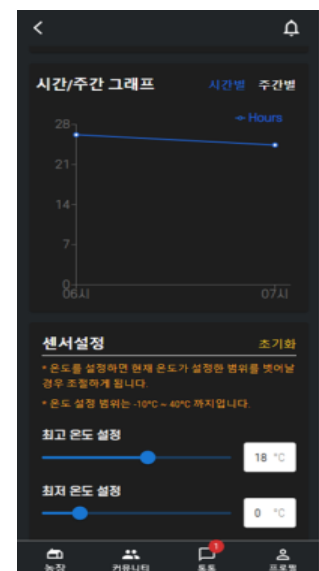 시간/주간 그래프 시간별 주간별
Hours
28
21
14
7
0
06시 07시
센서설정 초기화
* 온도를 설정하면 현재 온도가 설정한 범위를 벗어날
경우 조절하게 됩니다.
* 온도 설정 범위는 -10°C ~ 40°C 까지입니다.
최고 온도 설정
18 °C
최저 온도 설정
0 °C
1
농장 커뮤니티 톡톡 프로필